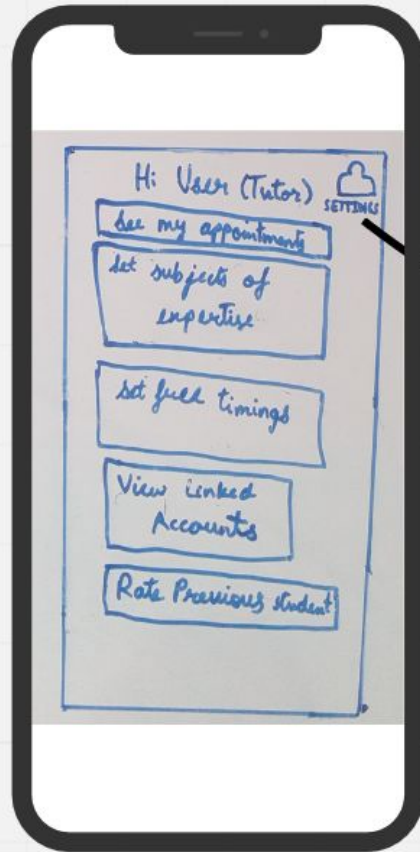 Hi User (Tutor)
SETTINGS
See my appointments
Set subjects of
expertise
Set free timings
View Linked
Accounts
Rate Previous student